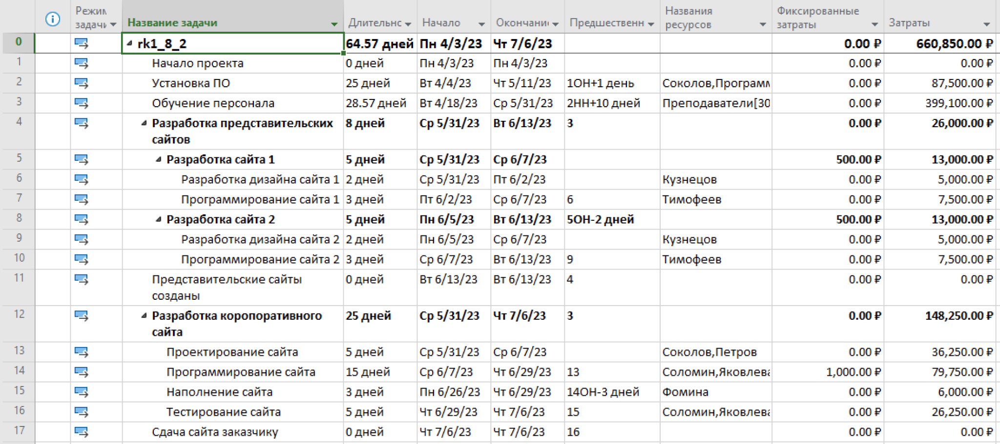 Режим задачи Название задачи Длительнс Начало Окончани Предшественн Названия ресурсов Фиксированные затраты Затраты
0 rk1_8_2 64.57 дней Пн 4/3/23 Чт 7/6/23 0.00 ₽ 660,850.00 ₽
1 Начало проекта 0 дней Пн 4/3/23 Пн 4/3/23 0.00 ₽ 0.00 ₽
2 Установка ПО 25 дней Вт 4/4/23 Чт 5/11/23 1ОН+1 день Соколов,Программ 0.00 ₽ 87,500.00 ₽
3 Обучение персонала 28.57 дней Вт 4/18/23 Ср 5/31/23 2НН+10 дней Преподаватели[30 0.00 ₽ 399,100.00 ₽
4 Разработка представительских сайтов 8 дней Ср 5/31/23 Вт 6/13/23 3 0.00 ₽ 26,000.00 ₽
5 Разработка сайта 1 5 дней Ср 5/31/23 Ср 6/7/23 500.00 ₽ 13,000.00 ₽
6 Разработка дизайна сайта 1 2 дней Ср 5/31/23 Пт 6/2/23 Кузнецов 0.00 ₽ 5,000.00 ₽
7 Программирование сайта 1 3 дней Пт 6/2/23 Ср 6/7/23 6 Тимофеев 0.00 ₽ 7,500.00 ₽
8 Разработка сайта 2 5 дней Пн 6/5/23 Вт 6/13/23 5ОН-2 дней 500.00 ₽ 13,000.00 ₽
9 Разработка дизайна сайта 2 2 дней Пн 6/5/23 Ср 6/7/23 Кузнецов 0.00 ₽ 5,000.00 ₽
10 Программирование сайта 2 3 дней Ср 6/7/23 Вт 6/13/23 9 Тимофеев 0.00 ₽ 7,500.00 ₽
11 Представительские сайты созданы 0 дней Вт 6/13/23 Вт 6/13/23 4 0.00 ₽ 0.00 ₽
12 Разработка коропоративного сайта 25 дней Ср 5/31/23 Чт 7/6/23 3 0.00 ₽ 148,250.00 ₽
13 Проектирование сайта 5 дней Ср 5/31/23 Ср 6/7/23 Соколов,Петров 0.00 ₽ 36,250.00 ₽
14 Программирование сайта 15 дней Ср 6/7/23 Чт 6/29/23 13 Соломин,Яковлева 1,000.00 ₽ 79,750.00 ₽
15 Наполнение сайта 3 дней Пн 6/26/23 Чт 6/29/23 14ОН-3 дней Фомина 0.00 ₽ 6,000.00 ₽
16 Тестирование сайта 5 дней Чт 6/29/23 Чт 7/6/23 15 Соломин,Яковлева 0.00 ₽ 26,250.00 ₽
17 Сдача сайта заказчику 0 дней Чт 7/6/23 Чт 7/6/23 16 0.00 ₽ 0.00 ₽